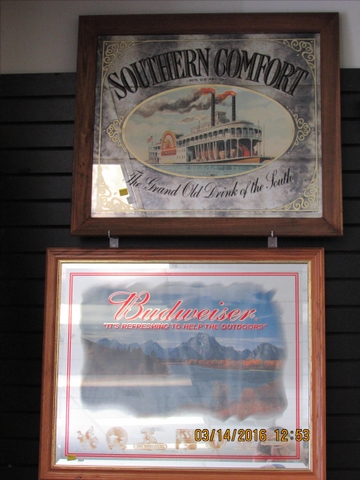 SOUTHERN COMFORT
The Grand Old Drink of the South
Budweiser
"IT'S REFRESHING TO HELP THE OUTDOORS"
03/14/2016 12:53